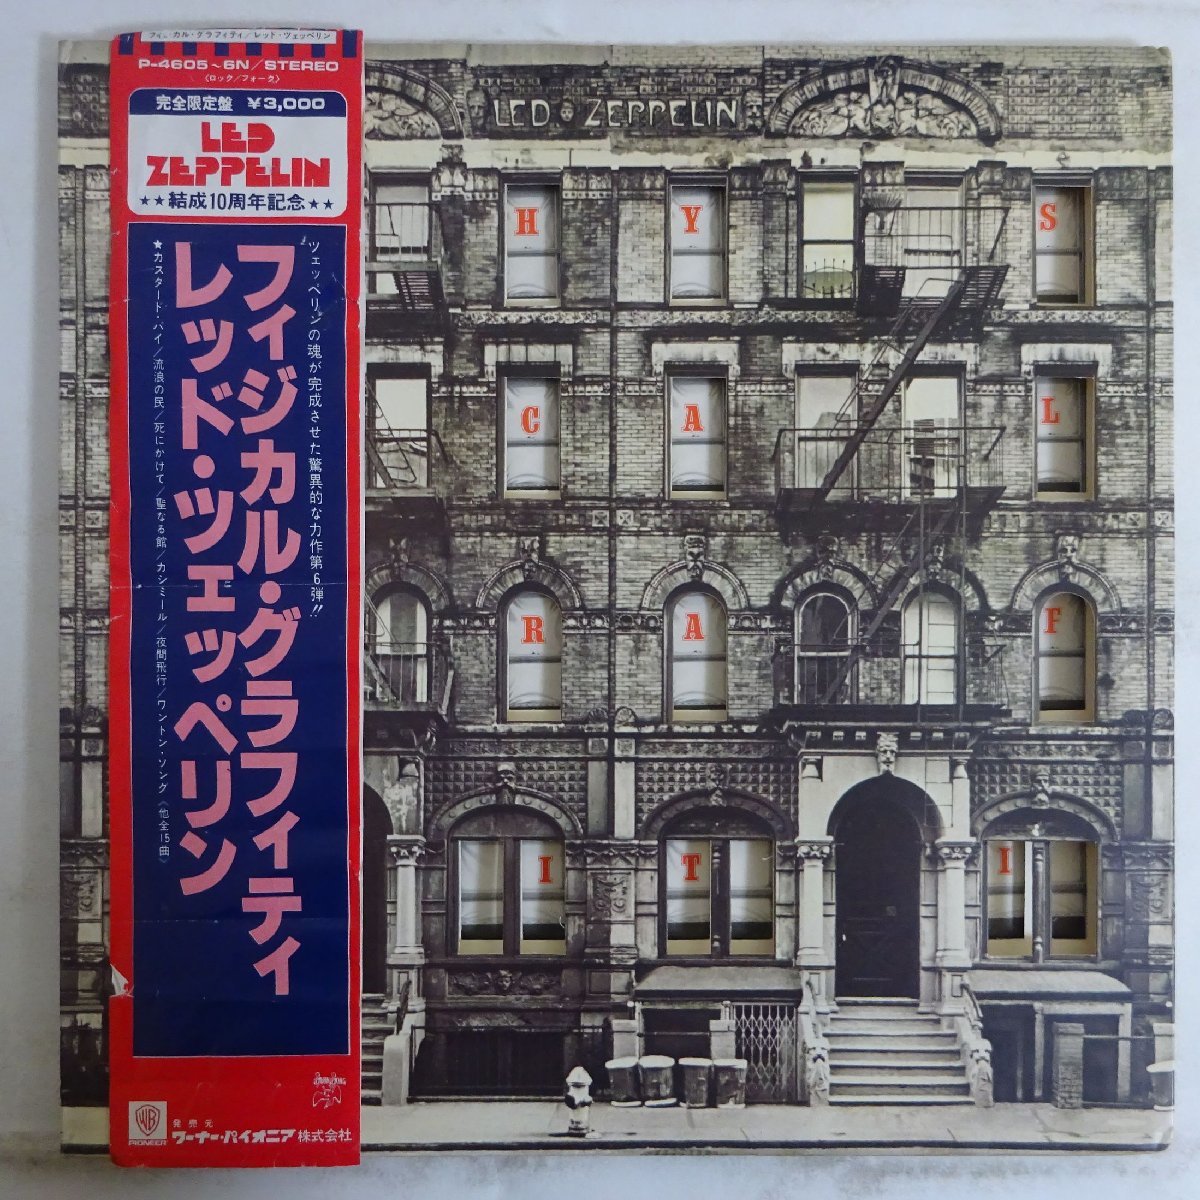 フィジカル・グラフィティ/レッド・ツェッペリン
P-4605~6N/STEREO
〈ロック/フォーク〉
完全限定盤 ¥3,000
LED
ZEPPELIN
★★結成10周年記念★★
ツェッペリンの魂が完成させた驚異的な力作第6弾!!
フィジカル・グラフィティ
レッド・ツェッペリン
★カスタード・パイ/流浪の民/死にかけて/聖なる館/カシミール/夜間飛行/ワントン・ソング《他全15曲》
WB
PIONEER
発売元
ワーナー・パイオニア株式会社
LED ZEPPELIN
H Y S
C A L
R A F
I T I